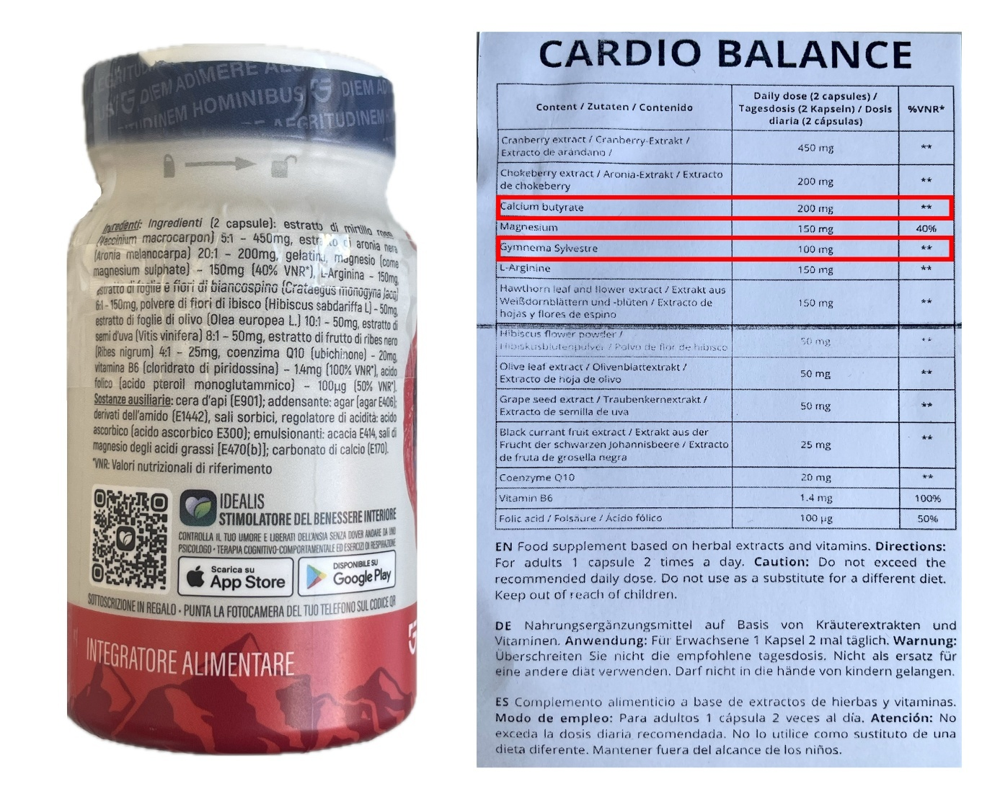 DIEM ADIMERE
HOMINIBUS
DIEM AD
TUDINEM HOMINIBUS
AEGRITUDINEM
Ingredienti: Ingredienti (2 capsule): estratto di mirtillo rosso
(Vaccinium macrocarpon) 5:1 – 450mg, estratto di aronia nera
(Aronia melanocarpa) 20:1 – 200mg, gelatina, magnesio (come
magnesium sulphate) – 150mg (40% VNR*), L-Arginina – 150mg,
estratto di foglie e fiori di biancospino (Crataegus monogyna Jacq)
6:1 – 150mg, polvere di fiori di ibisco (Hibiscus sabdariffa L) – 50mg,
estratto di foglie di olivo (Olea europea L.) 10:1 – 50mg, estratto di
semi d'uva (Vitis vinifera) 8:1 – 50mg, estratto di frutto di ribes nero
(Ribes nigrum) 4:1 – 25mg, coenzima Q10 (ubichinone) – 20mg,
vitamina B6 (cloridrato di piridossina) – 1.4mg (100% VNR*), acido
folico (acido pteroil monoglutammico) – 100µg (50% VNR*).
Sostanze ausiliarie: cera d'api (E901); addensante: agar (agar E406);
derivati dell'amido (E1442), sali sorbici, regolatore di acidità: acido
ascorbico (acido ascorbico E300); emulsionanti: acacia E414, sali di
magnesio degli acidi grassi [E470(b)]; carbonato di calcio (E170).
*VNR: Valori nutrizionali di riferimento
IDEALIS
STIMOLATORE DEL BENESSERE INTERIORE
CONTROLLA IL TUO UMORE E LIBERATI DELL'ANSIA SENZA DOVER ANDARE DA UNO
PSICOLOGO • TERAPIA COGNITIVO-COMPORTAMENTALE ED ESERCIZI DI RESPIRAZIONE
Scarica su
App Store
DISPONIBILE SU
Google Play
SOTTOSCRIZIONE IN REGALO • PUNTA LA FOTOCAMERA DEL TUO TELEFONO SUL CODICE QR
INTEGRATORE ALIMENTARE
CARDIO BALANCE
Content / Zutaten / Contenido
Daily dose (2 capsules) /
Tagesdosis (2 Kapseln) / Dosis
diaria (2 cápsulas)
%VNR*
Cranberry extract / Cranberry-Extrakt /
Extracto de arándano /
450 mg **
Chokeberry extract / Aronia-Extrakt / Extracto
de chokeberry
200 mg **
Calcium butyrate 200 mg **
Magnesium 150 mg 40%
Gymnema Sylvestre 100 mg **
L-Arginine 150 mg **
Hawthorn leaf and flower extract / Extrakt aus
Weißdornblättern und -blüten / Extracto de
hojas y flores de espino
150 mg **
Hibiscus flower powder /
Hibiskusblütenpulver / Polvo de flor de hibisco
50 mg **
Olive leaf extract / Olivenblattextrakt /
Extracto de hoja de olivo
50 mg **
Grape seed extract / Traubenkernextrakt /
Extracto de semilla de uva
50 mg **
Black currant fruit extract / Extrakt aus der
Frucht der schwarzen Johannisbeere / Extracto
de fruta de grosella negra
25 mg **
Coenzyme Q10 20 mg **
Vitamin B6 1.4 mg 100%
Folic acid / Folsäure / Ácido fólico 100 µg 50%
EN Food supplement based on herbal extracts and vitamins. Directions:
For adults 1 capsule 2 times a day. Caution: Do not exceed the
recommended daily dose. Do not use as a substitute for a different diet.
Keep out of reach of children.
DE Nahrungsergänzungsmittel auf Basis von Kräuterextrakten und
Vitaminen. Anwendung: Für Erwachsene 1 Kapsel 2 mal täglich. Warnung:
Überschreiten Sie nicht die empfohlene tagesdosis. Nicht als ersatz für
eine andere diät verwenden. Darf nicht in die hände von kindern gelangen.
ES Complemento alimenticio a base de extractos de hierbas y vitaminas.
Modo de empleo: Para adultos 1 cápsula 2 veces al día. Atención: No
exceda la dosis diaria recomendada. No lo utilice como sustituto de una
dieta diferente. Mantener fuera del alcance de los niños.